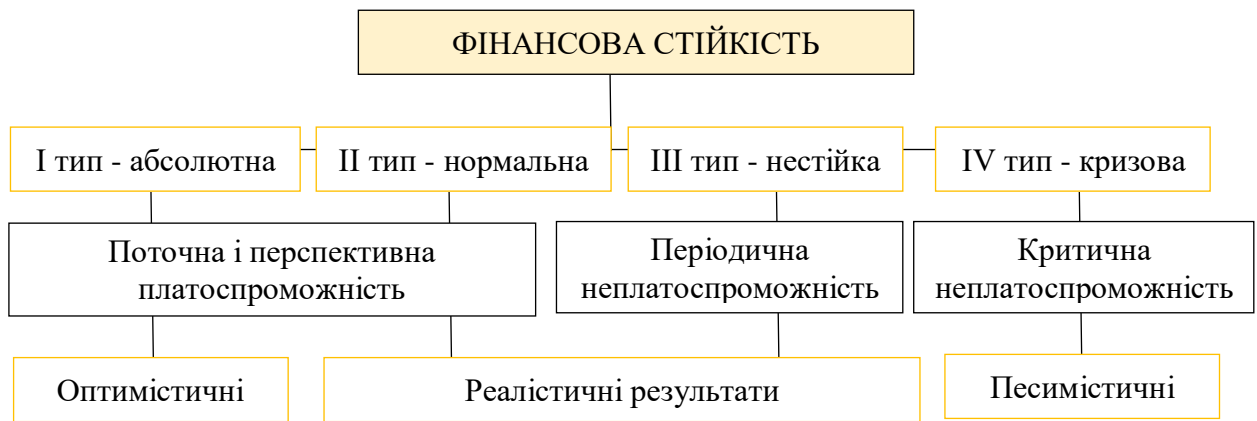 ФІНАНСОВА СТІЙКІСТЬ
І тип - абсолютна
ІІ тип - нормальна
ІІІ тип - нестійка
IV тип - кризова
Поточна і перспективна
платоспроможність
Періодична
неплатоспроможність
Критична
неплатоспроможність
Оптимістичні
Реалістичні результати
Песимістичні